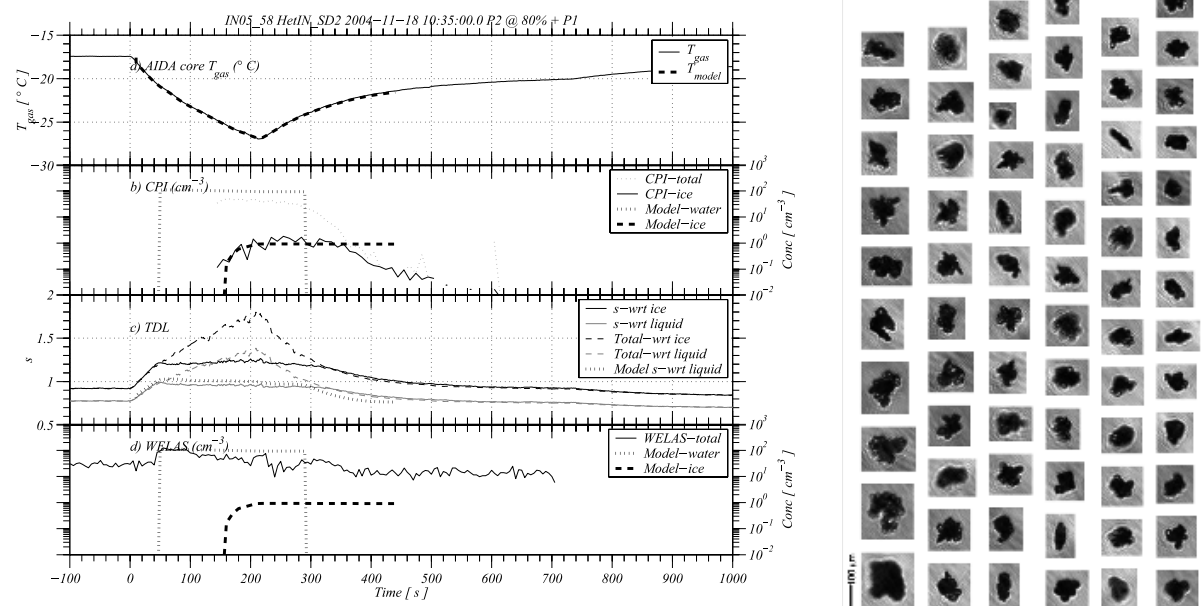 IN05_58 HetIN_SD2 2004−11−18 10:35:00.0 P2 @ 80% + P1
−15
−20
−25
−30
T_gas [ ° C ]
a) AIDA core T_gas (° C)
T_gas
T_model
b) CPI (cm^−3)
CPI−total
CPI−ice
Model−water
Model−ice
10^3
10^2
10^1
10^0
10^−1
10^−2
Conc [ cm^−3 ]
2
1.5
1
0.5
s
c) TDL
s−wrt ice
s−wrt liquid
Total−wrt ice
Total−wrt liquid
Model s−wrt liquid
d) WELAS (cm^−3)
WELAS−total
Model−water
Model−ice
10^3
10^2
10^1
10^0
10^−1
10^−2
Conc [ cm^−3 ]
−100 0 100 200 300 400 500 600 700 800 900 1000
Time [ s ]
100 µm